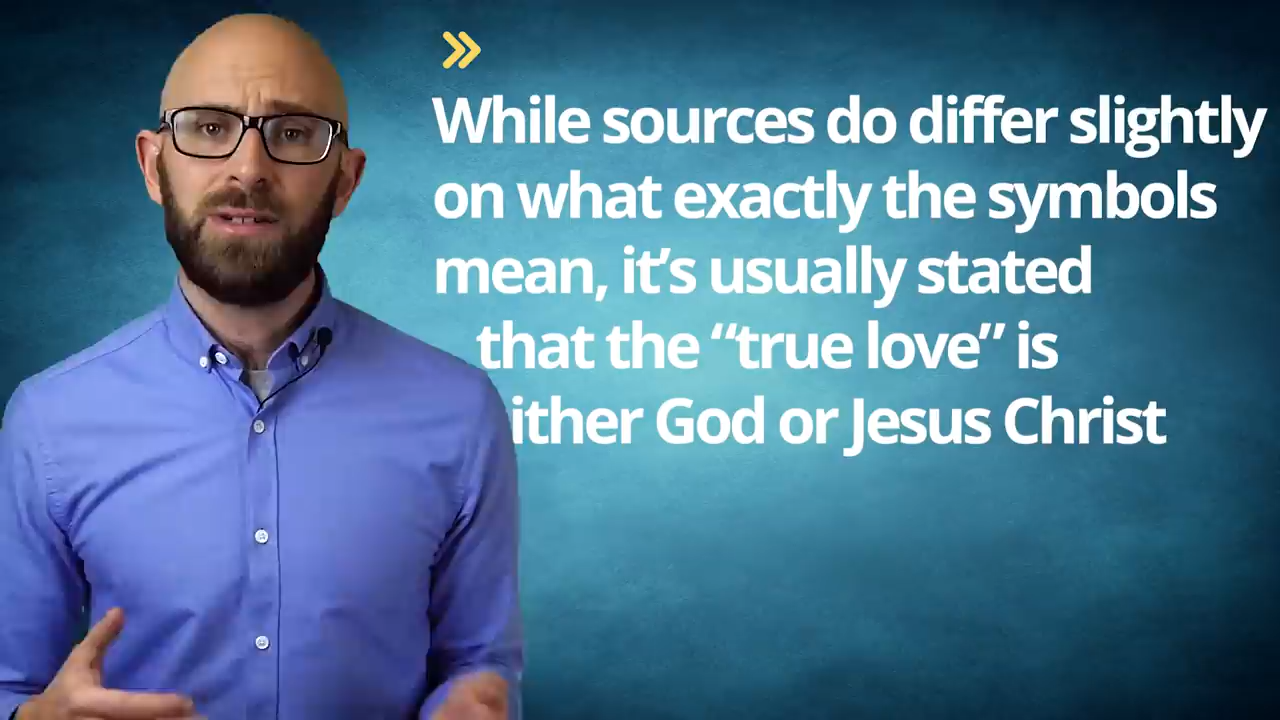 While sources do differ slightly
on what exactly the symbols
mean, it's usually stated
that the “true love” is
ither God or Jesus Christ